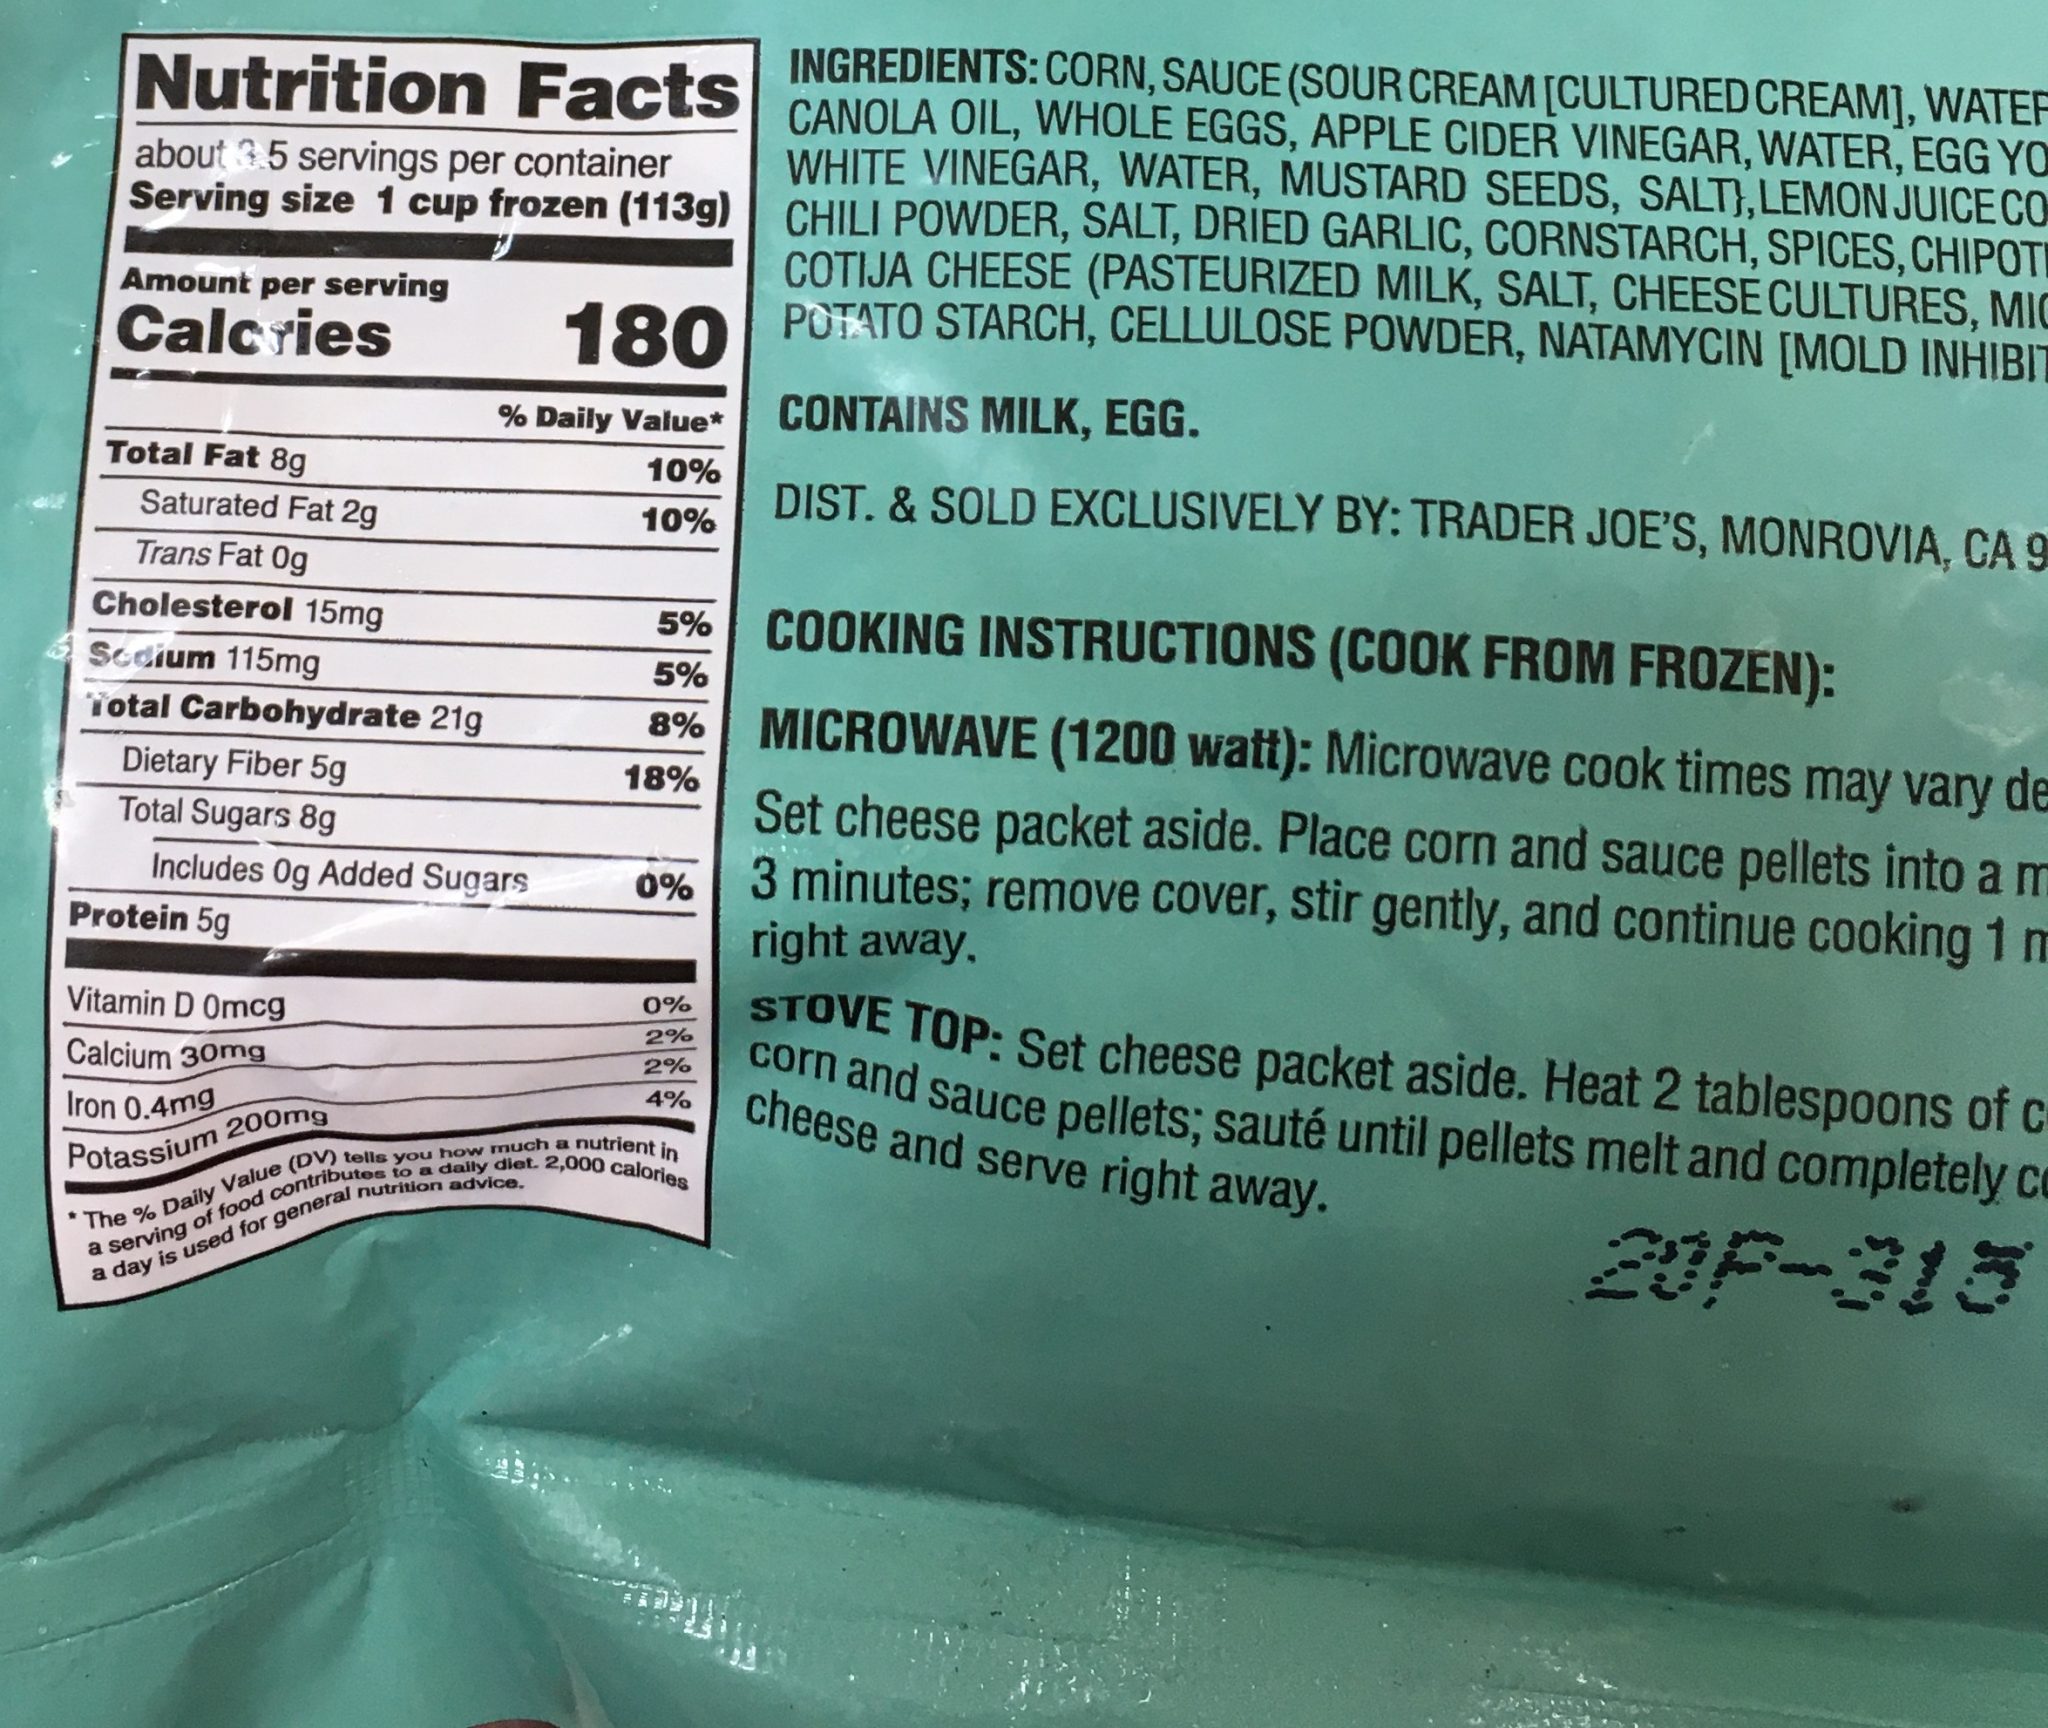 Nutrition Facts
about 3.5 servings per container
Serving size 1 cup frozen (113g)
Amount per serving
Calories 180
% Daily Value*
Total Fat 8g 10%
Saturated Fat 2g 10%
Trans Fat 0g
Cholesterol 15mg 5%
Sodium 115mg 5%
Total Carbohydrate 21g 8%
Dietary Fiber 5g 18%
Total Sugars 8g
Includes 0g Added Sugars 0%
Protein 5g
Vitamin D 0mcg 0%
Calcium 30mg 2%
Iron 0.4mg 2%
Potassium 200mg 4%
* The % Daily Value (DV) tells you how much a nutrient in
a serving of food contributes to a daily diet. 2,000 calories
a day is used for general nutrition advice.
INGREDIENTS: CORN, SAUCE (SOUR CREAM [CULTURED CREAM], WATER
CANOLA OIL, WHOLE EGGS, APPLE CIDER VINEGAR, WATER, EGG YO
WHITE VINEGAR, WATER, MUSTARD SEEDS, SALT}, LEMON JUICE CO
CHILI POWDER, SALT, DRIED GARLIC, CORNSTARCH, SPICES, CHIPOTL
COTIJA CHEESE (PASTEURIZED MILK, SALT, CHEESE CULTURES, MIC
POTATO STARCH, CELLULOSE POWDER, NATAMYCIN [MOLD INHIBIT
CONTAINS MILK, EGG.
DIST. & SOLD EXCLUSIVELY BY: TRADER JOE'S, MONROVIA, CA 9
COOKING INSTRUCTIONS (COOK FROM FROZEN):
MICROWAVE (1200 watt): Microwave cook times may vary de
Set cheese packet aside. Place corn and sauce pellets into a m
3 minutes; remove cover, stir gently, and continue cooking 1 m
right away.
STOVE TOP: Set cheese packet aside. Heat 2 tablespoons of c
corn and sauce pellets; sauté until pellets melt and completely co
cheese and serve right away.
20F-315